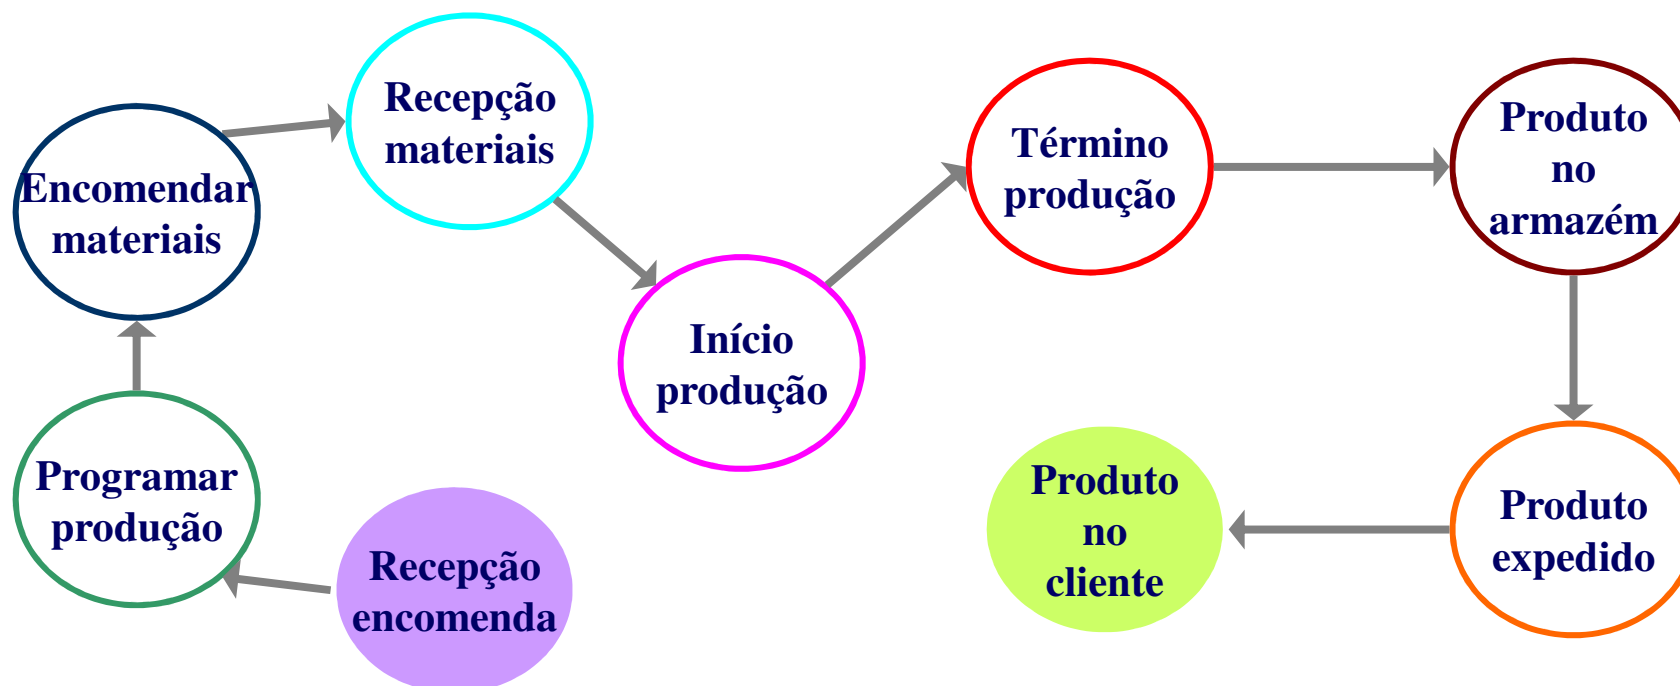 Recepção
materiais
Encomendar
materiais
Término
produção
Produto
no
armazém
Início
produção
Programar
produção
Recepção
encomenda
Produto
no
cliente
Produto
expedido